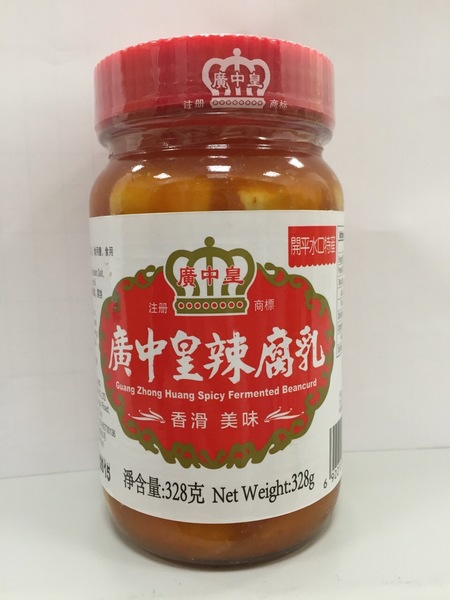 廣中皇
注册 商標
開平水口特產
廣中皇
注册 商標
廣中皇辣腐乳
Guang Zhong Huang Spicy Fermented Beancurd
香滑 美味
淨含量:328克 Net Weight:328g